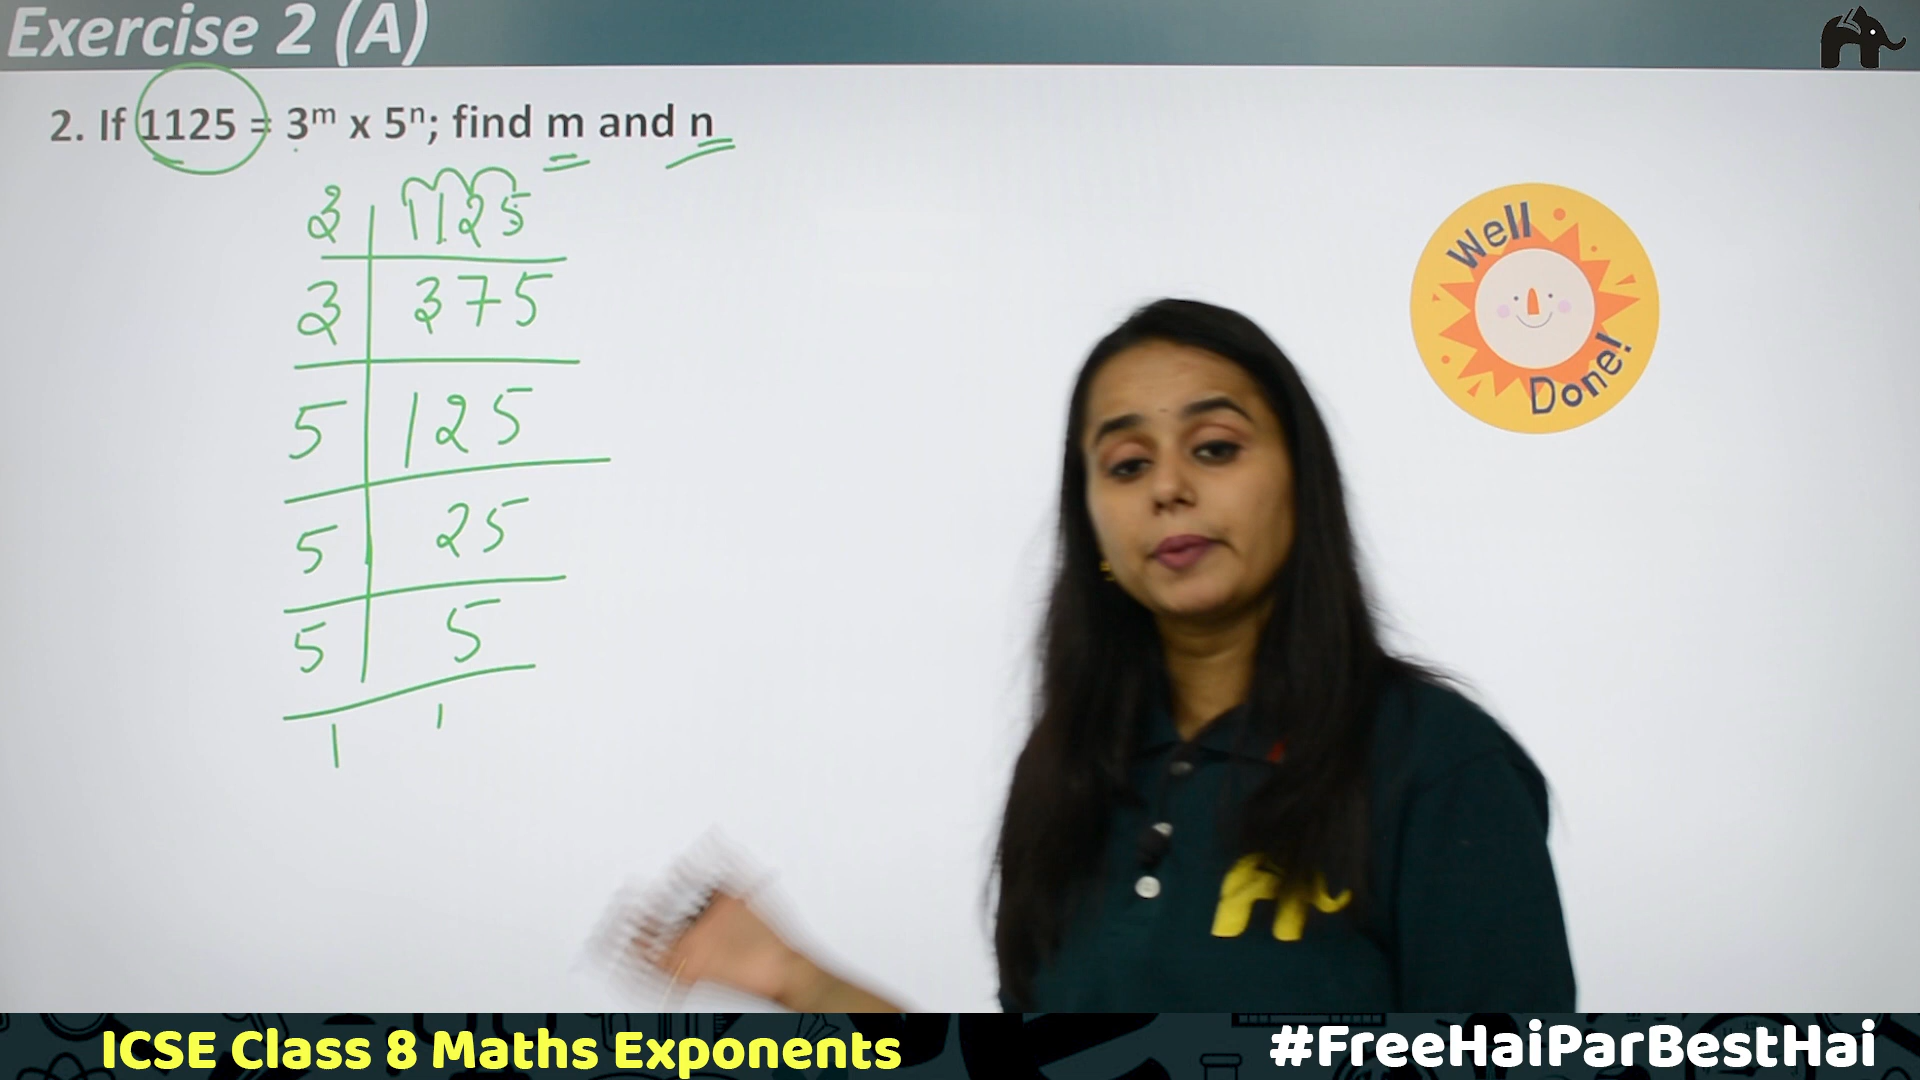 Exercise 2 (A)
2. If 1125 = 3ᵐ x 5ⁿ; find m and n
3 1125
3 375
5 125
5 25
5 5
1 1
Well
Done!
ICSE Class 8 Maths Exponents
#FreeHaiParBestHai